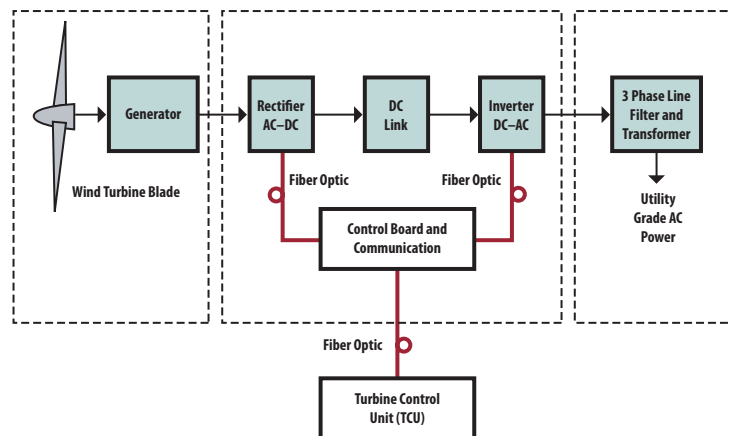 Wind Turbine Blade
Generator
Rectifier
AC–DC
DC
Link
Inverter
DC–AC
3 Phase Line
Filter and
Transformer
Fiber Optic
Fiber Optic
Utility
Grade AC
Power
Control Board and
Communication
Fiber Optic
Turbine Control
Unit (TCU)